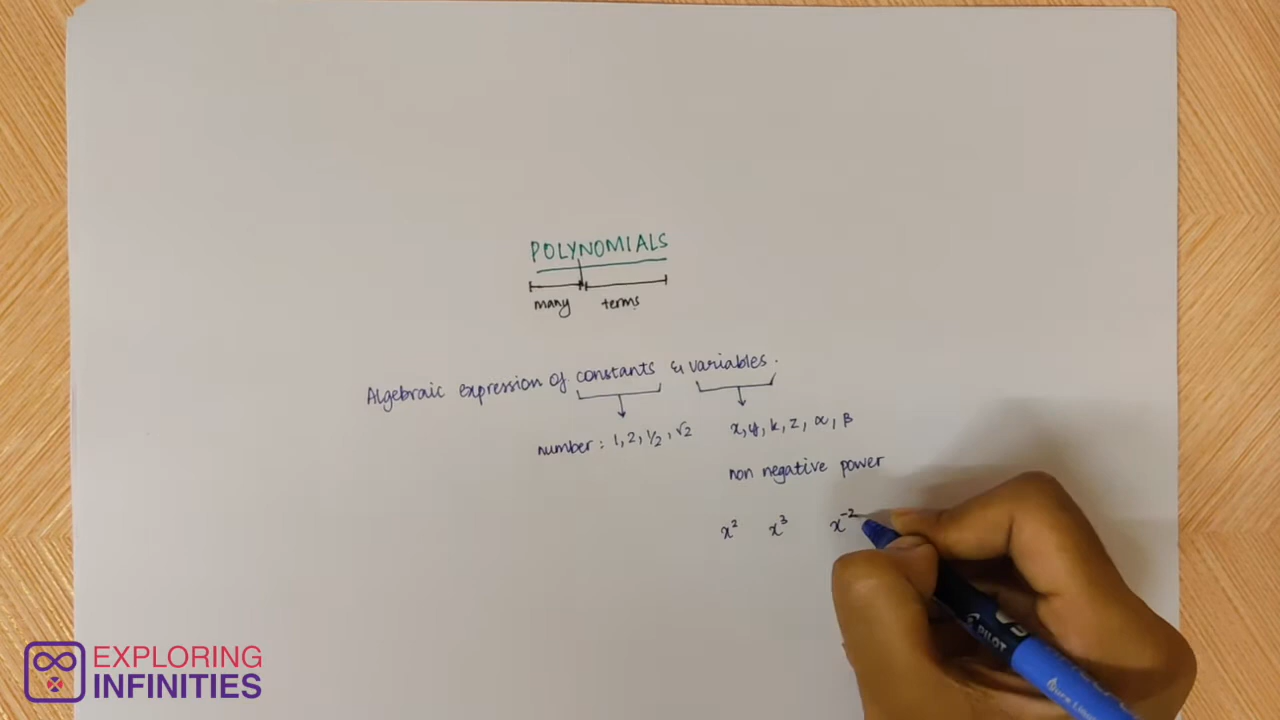 POLYNOMIALS
many terms
Algebraic expression of constants & variables.
number: 1, 2, 1/2, √2 x, y, k, z, α, β
non negative power
x² x³ x⁻²
PILOT
EXPLORING
INFINITIES